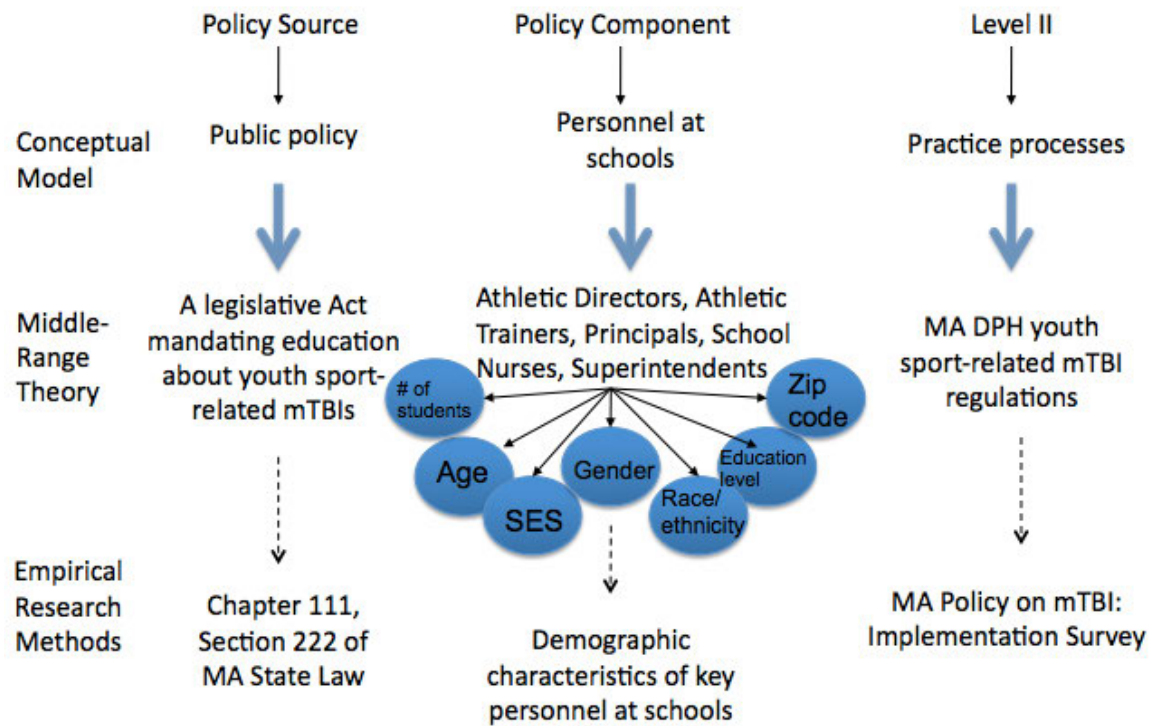 Policy Source
Policy Component
Level II
Conceptual
Model
Public policy
Personnel at
schools
Practice processes
Middle-
Range
Theory
A legislative Act
mandating education
about youth sport-
related mTBIs
Athletic Directors, Athletic
Trainers, Principals, School
Nurses, Superintendents
MA DPH youth
sport-related mTBI
regulations
# of
students
Age
SES
Gender
Race/
ethnicity
Education
level
Zip
code
Empirical
Research
Methods
Chapter 111,
Section 222 of
MA State Law
Demographic
characteristics of key
personnel at schools
MA Policy on mTBI:
Implementation Survey